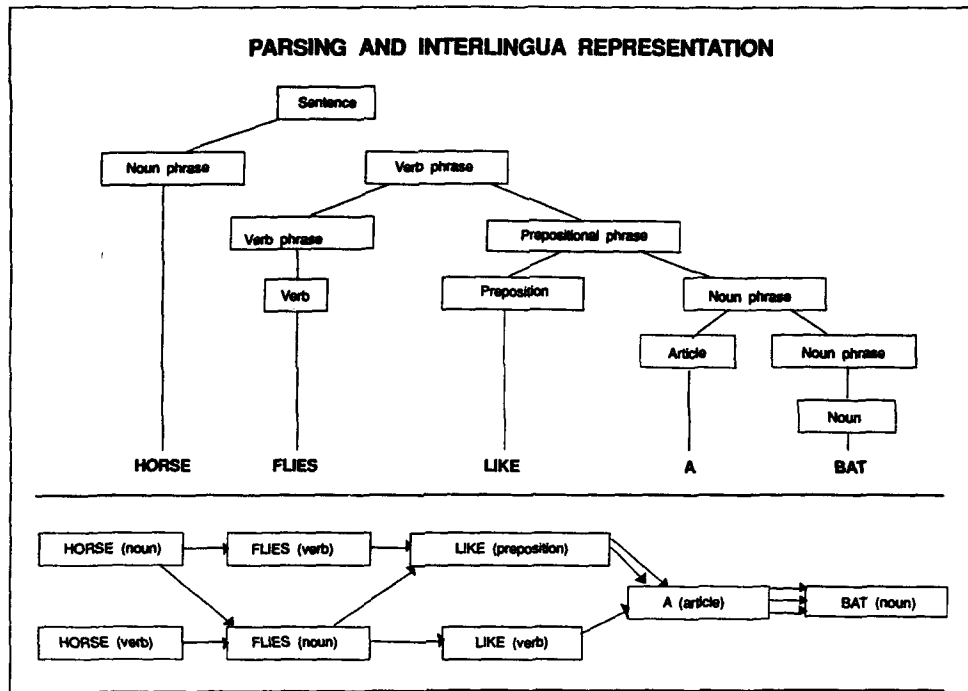 PARSING AND INTERLINGUA REPRESENTATION
Sentence
Noun phrase Verb phrase
Verb phrase Prepositional phrase
Verb Preposition Noun phrase
Article Noun phrase
Noun
HORSE FLIES LIKE A BAT
HORSE (noun) FLIES (verb) LIKE (preposition)
A (article) BAT (noun)
HORSE (verb) FLIES (noun) LIKE (verb)